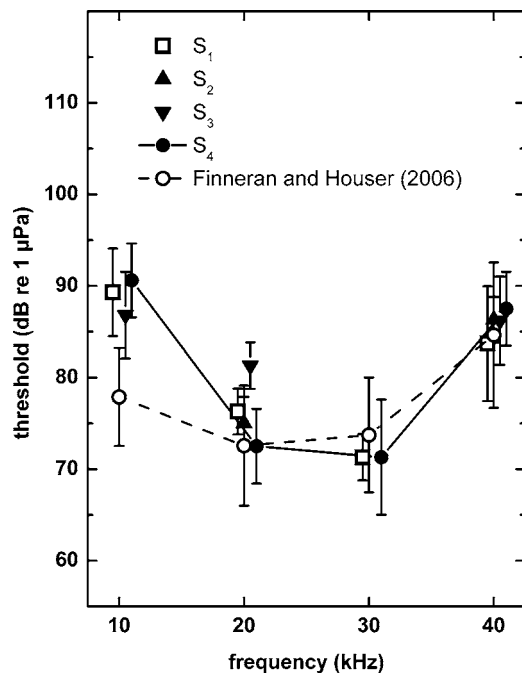 S1
S2
S3
S4
Finneran and Houser (2006)
threshold (dB re 1 µPa)
110
100
90
80
70
60
10
20
30
40
frequency (kHz)